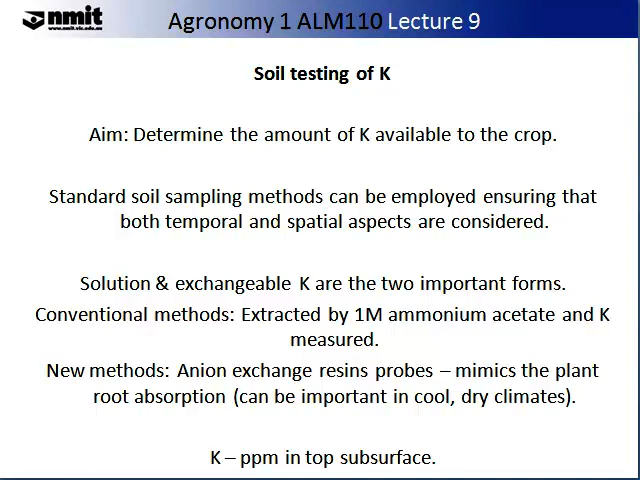 nmit
www.nmit.vic.edu.au
Agronomy 1 ALM110 Lecture 9
Soil testing of K
Aim: Determine the amount of K available to the crop.
Standard soil sampling methods can be employed ensuring that
both temporal and spatial aspects are considered.
Solution & exchangeable K are the two important forms.
Conventional methods: Extracted by 1M ammonium acetate and K
measured.
New methods: Anion exchange resins probes – mimics the plant
root absorption (can be important in cool, dry climates).
K – ppm in top subsurface.